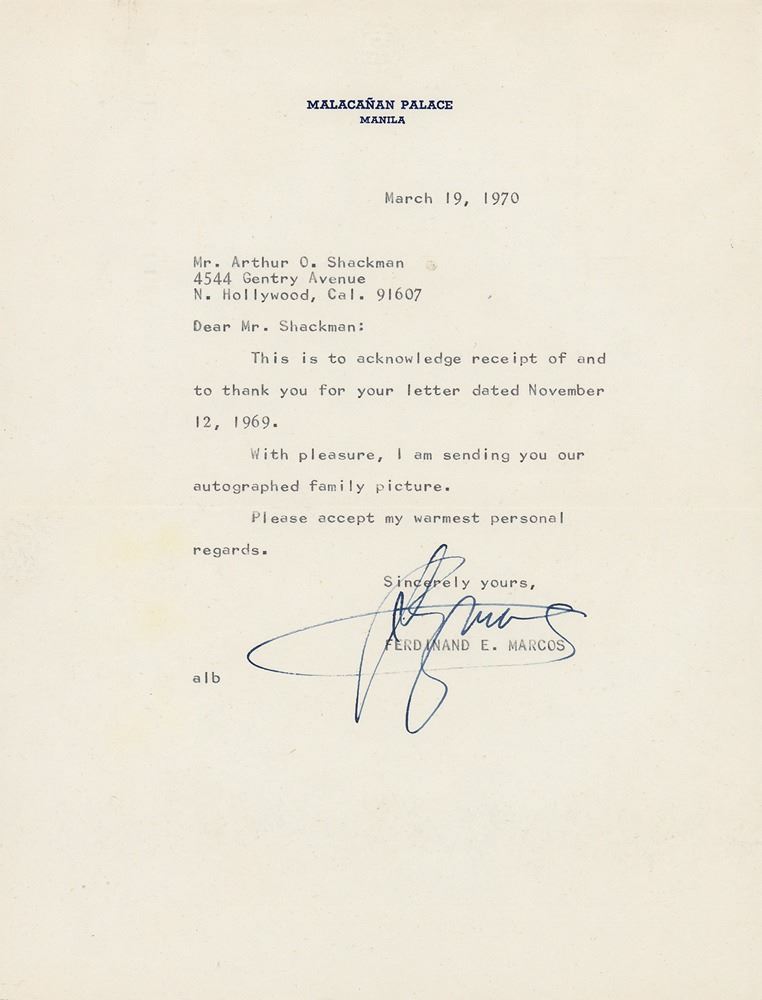 MALACAÑAN PALACE
MANILA
March 19, 1970
Mr. Arthur O. Shackman
4544 Gentry Avenue
N. Hollywood, Cal. 91607
Dear Mr. Shackman:
This is to acknowledge receipt of and
to thank you for your letter dated November
12, 1969.
With pleasure, I am sending you our
autographed family picture.
Please accept my warmest personal
regards.
Sincerely yours,
FERDINAND E. MARCOS
alb